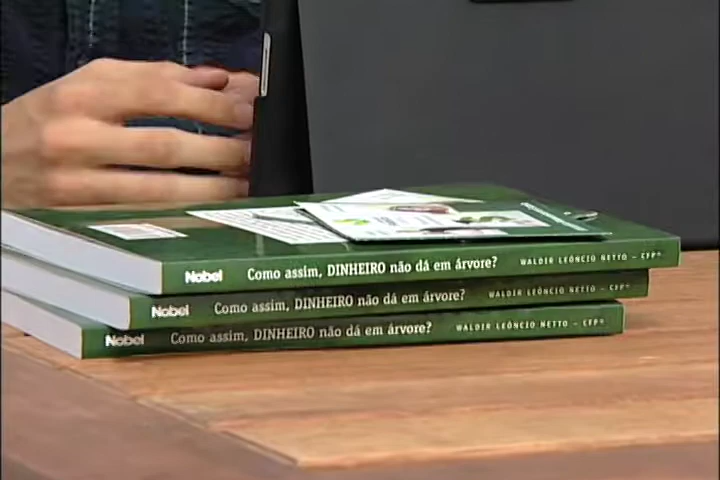 Nobel Como assim, DINHEIRO não dá em árvore? WALDIR LEÔNCIO NETTO – CFP®
Nobel Como assim, DINHEIRO não dá em árvore? WALDIR LEÔNCIO NETTO – CFP®
Nobel Como assim, DINHEIRO não dá em árvore? WALDIR LEÔNCIO NETTO – CFP®